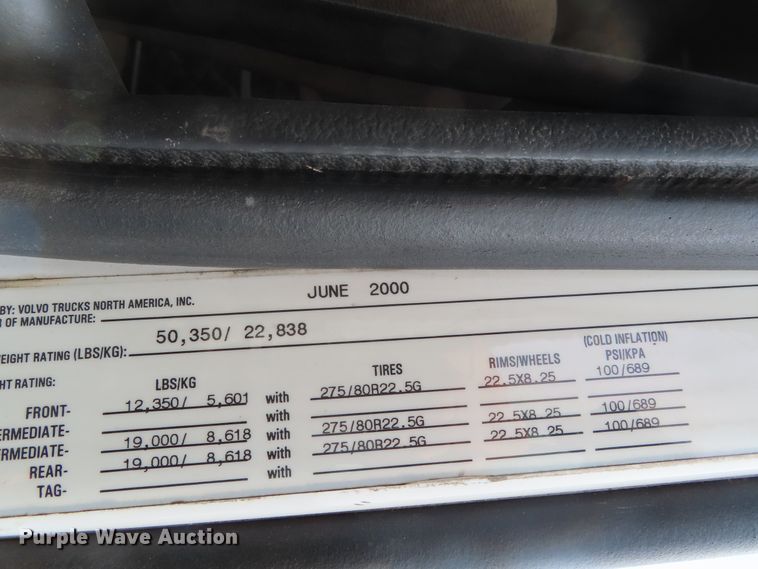 BY: VOLVO TRUCKS NORTH AMERICA, INC.
OF MANUFACTURE: JUNE 2000
WEIGHT RATING (LBS/KG): 50,350/ 22,838
(COLD INFLATION)
HT RATING: LBS/KG TIRES RIMS/WHEELS PSI/KPA
FRONT- 12,350/ 5,601 with 275/80R22.5G 22.5X8.25 100/689
ERMEDIATE- with
ERMEDIATE- 19,000/ 8,618 with 275/80R22.5G 22.5X8.25 100/689
REAR- 19,000/ 8,618 with 275/80R22.5G 22.5X8.25 100/689
TAG- with
Purple Wave Auction